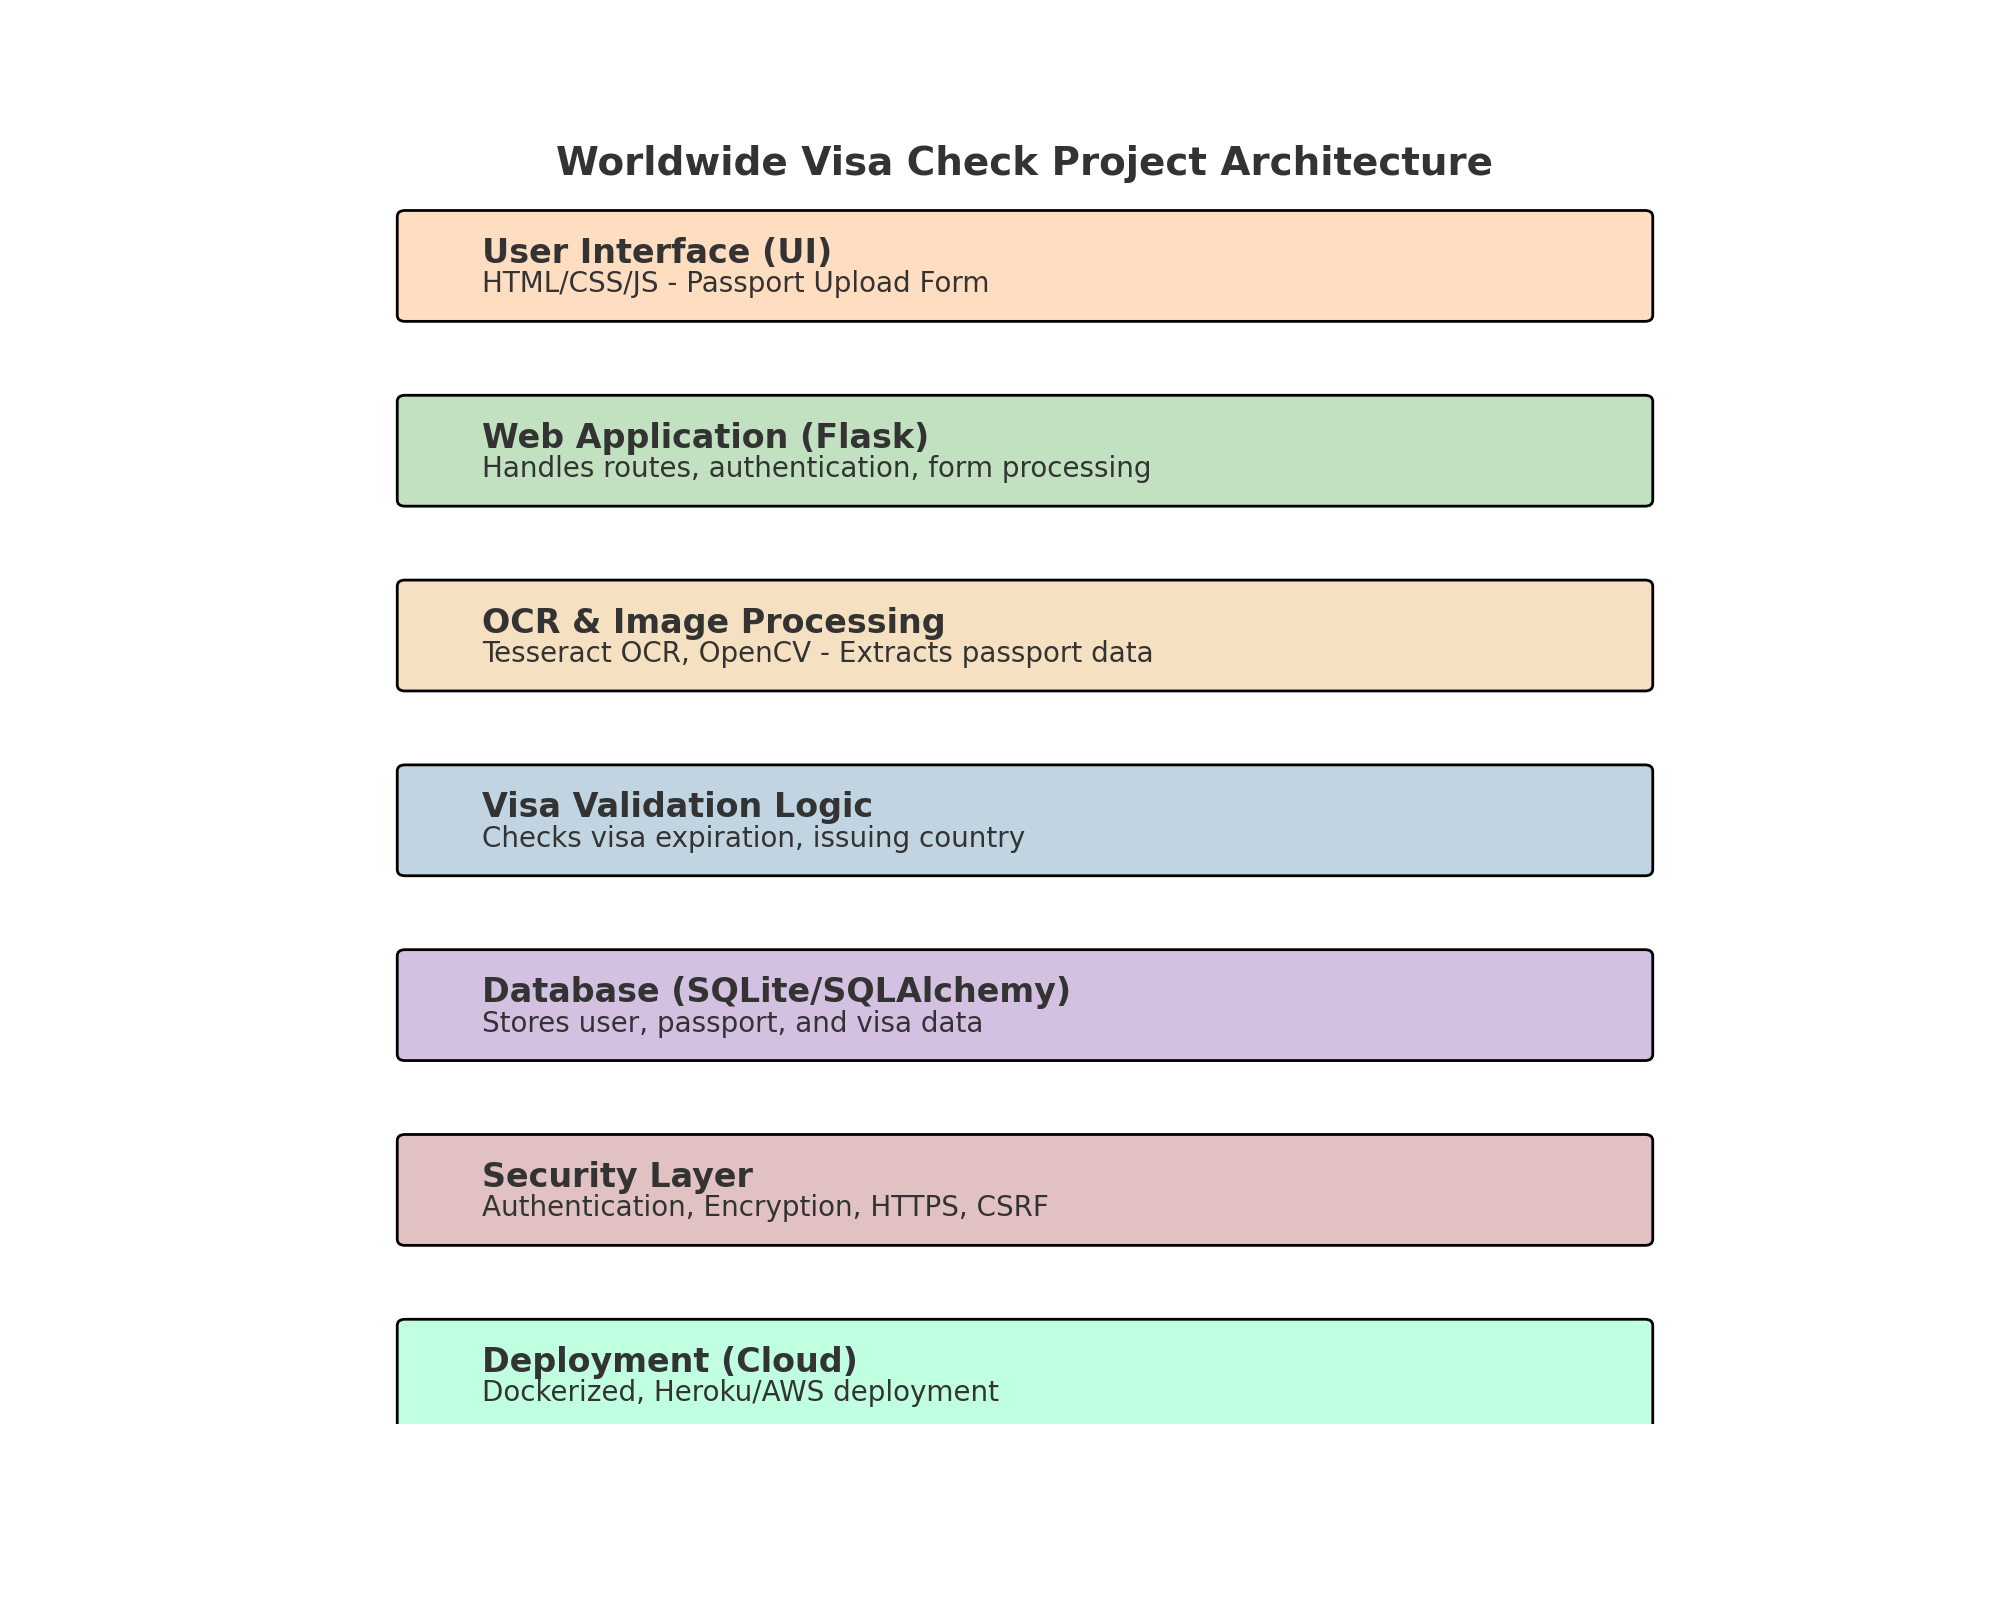 Worldwide Visa Check Project Architecture
User Interface (UI)
HTML/CSS/JS - Passport Upload Form
Web Application (Flask)
Handles routes, authentication, form processing
OCR & Image Processing
Tesseract OCR, OpenCV - Extracts passport data
Visa Validation Logic
Checks visa expiration, issuing country
Database (SQLite/SQLAlchemy)
Stores user, passport, and visa data
Security Layer
Authentication, Encryption, HTTPS, CSRF
Deployment (Cloud)
Dockerized, Heroku/AWS deployment